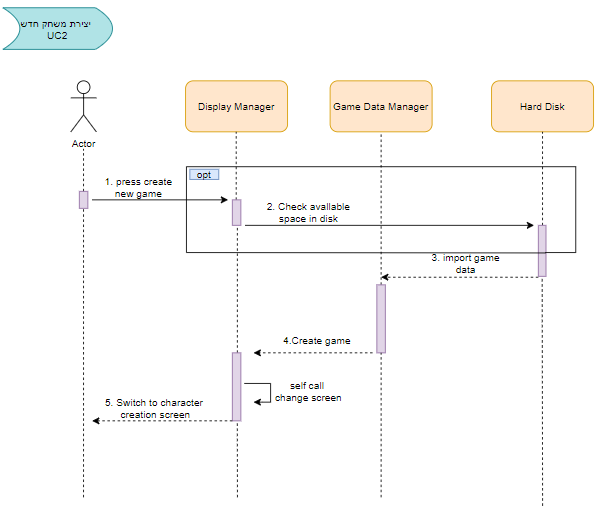 יצירת משחק חדש
UC2
Display Manager
Game Data Manager
Hard Disk
Actor
opt
1. press create
new game
2. Check available
space in disk
3. import game
data
4.Create game
self call
change screen
5. Switch to character
creation screen